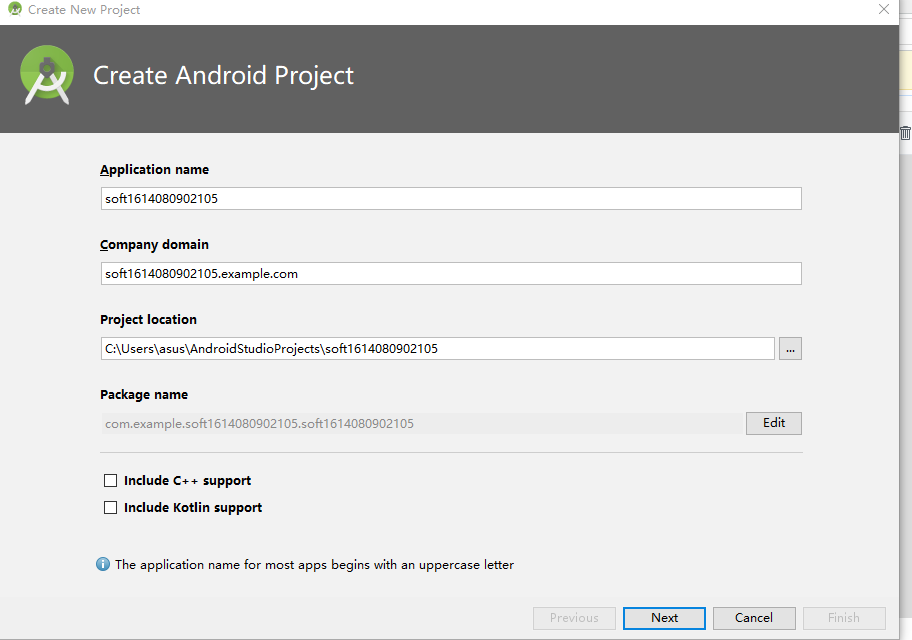 Create New Project
Create Android Project
Application name
soft1614080902105
Company domain
soft1614080902105.example.com
Project location
C:\Users\asus\AndroidStudioProjects\soft1614080902105
...
Package name
com.example.soft1614080902105.soft1614080902105
Edit
Include C++ support
Include Kotlin support
The application name for most apps begins with an uppercase letter
Previous Next Cancel Finish